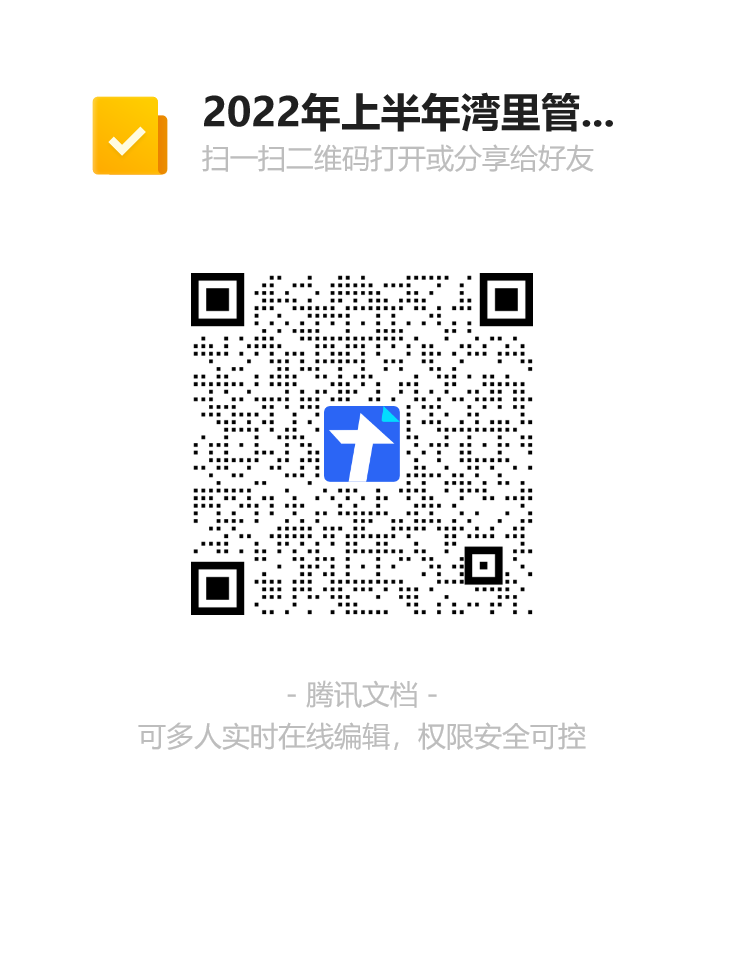 2022年上半年湾里管...
扫一扫二维码打开或分享给好友
- 腾讯文档 -
可多人实时在线编辑，权限安全可控